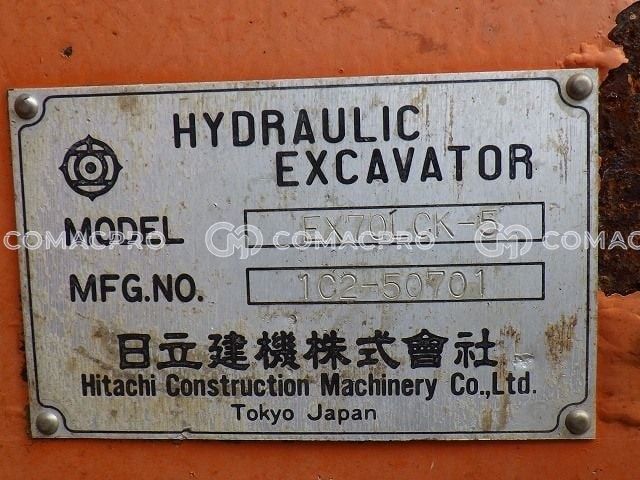 HYDRAULIC
EXCAVATOR
MODEL EX70LCK-5
COMACPRO COMACPRO COMACPRO
MFG.NO. 1C2-50701
日立建機株式會社
Hitachi Construction Machinery Co.,Ltd.
Tokyo Japan